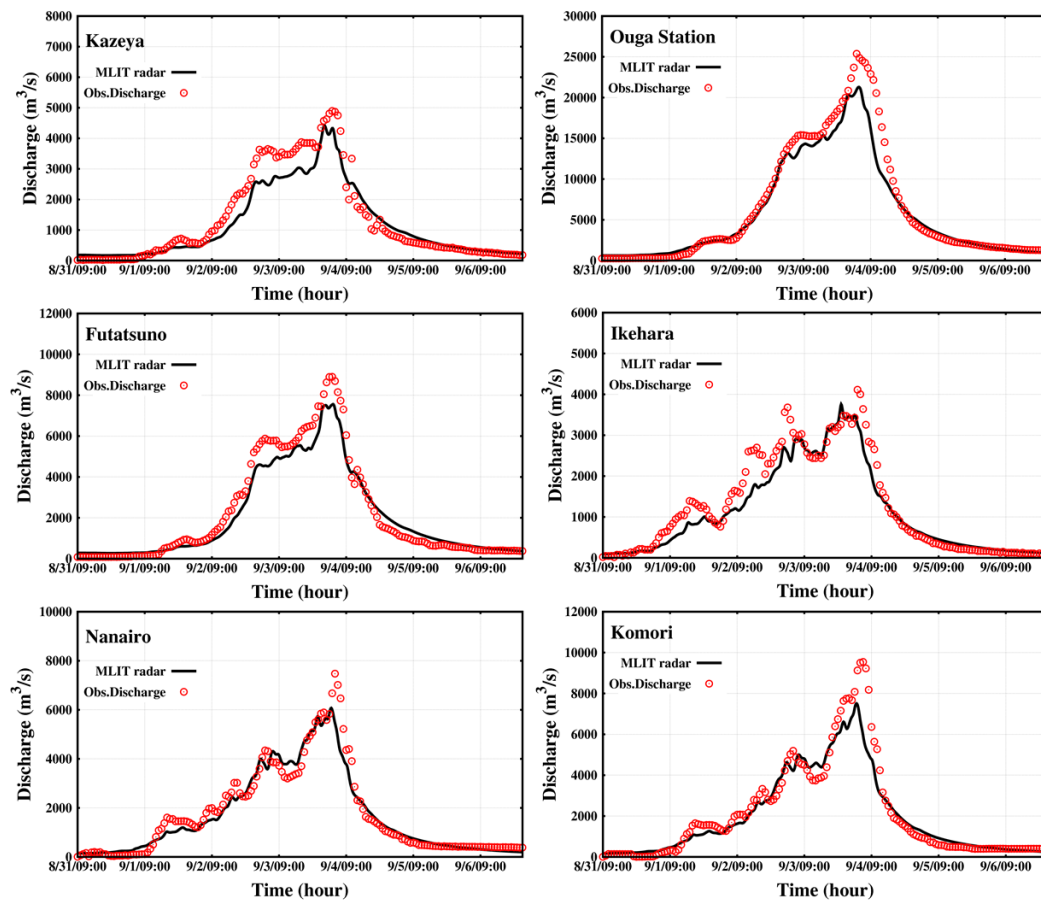 8000
7000
6000
5000
4000
3000
2000
1000
0
Discharge (m³/s)
Kazeya
MLIT radar
Obs.Discharge
8/31/09:00 9/1/09:00 9/2/09:00 9/3/09:00 9/4/09:00 9/5/09:00 9/6/09:00
Time (hour)
30000
25000
20000
15000
10000
5000
0
Discharge (m³/s)
Ouga Station
MLIT radar
Obs.Discharge
8/31/09:00 9/1/09:00 9/2/09:00 9/3/09:00 9/4/09:00 9/5/09:00 9/6/09:00
Time (hour)
12000
10000
8000
6000
4000
2000
0
Discharge (m³/s)
Futatsuno
MLIT radar
Obs.Discharge
8/31/09:00 9/1/09:00 9/2/09:00 9/3/09:00 9/4/09:00 9/5/09:00 9/6/09:00
Time (hour)
6000
5000
4000
3000
2000
1000
0
Discharge (m³/s)
Ikehara
MLIT radar
Obs.Discharge
8/31/09:00 9/1/09:00 9/2/09:00 9/3/09:00 9/4/09:00 9/5/09:00 9/6/09:00
Time (hour)
10000
8000
6000
4000
2000
0
Discharge (m³/s)
Nanairo
MLIT radar
Obs.Discharge
8/31/09:00 9/1/09:00 9/2/09:00 9/3/09:00 9/4/09:00 9/5/09:00 9/6/09:00
Time (hour)
12000
10000
8000
6000
4000
2000
0
Discharge (m³/s)
Komori
MLIT radar
Obs.Discharge
8/31/09:00 9/1/09:00 9/2/09:00 9/3/09:00 9/4/09:00 9/5/09:00 9/6/09:00
Time (hour)